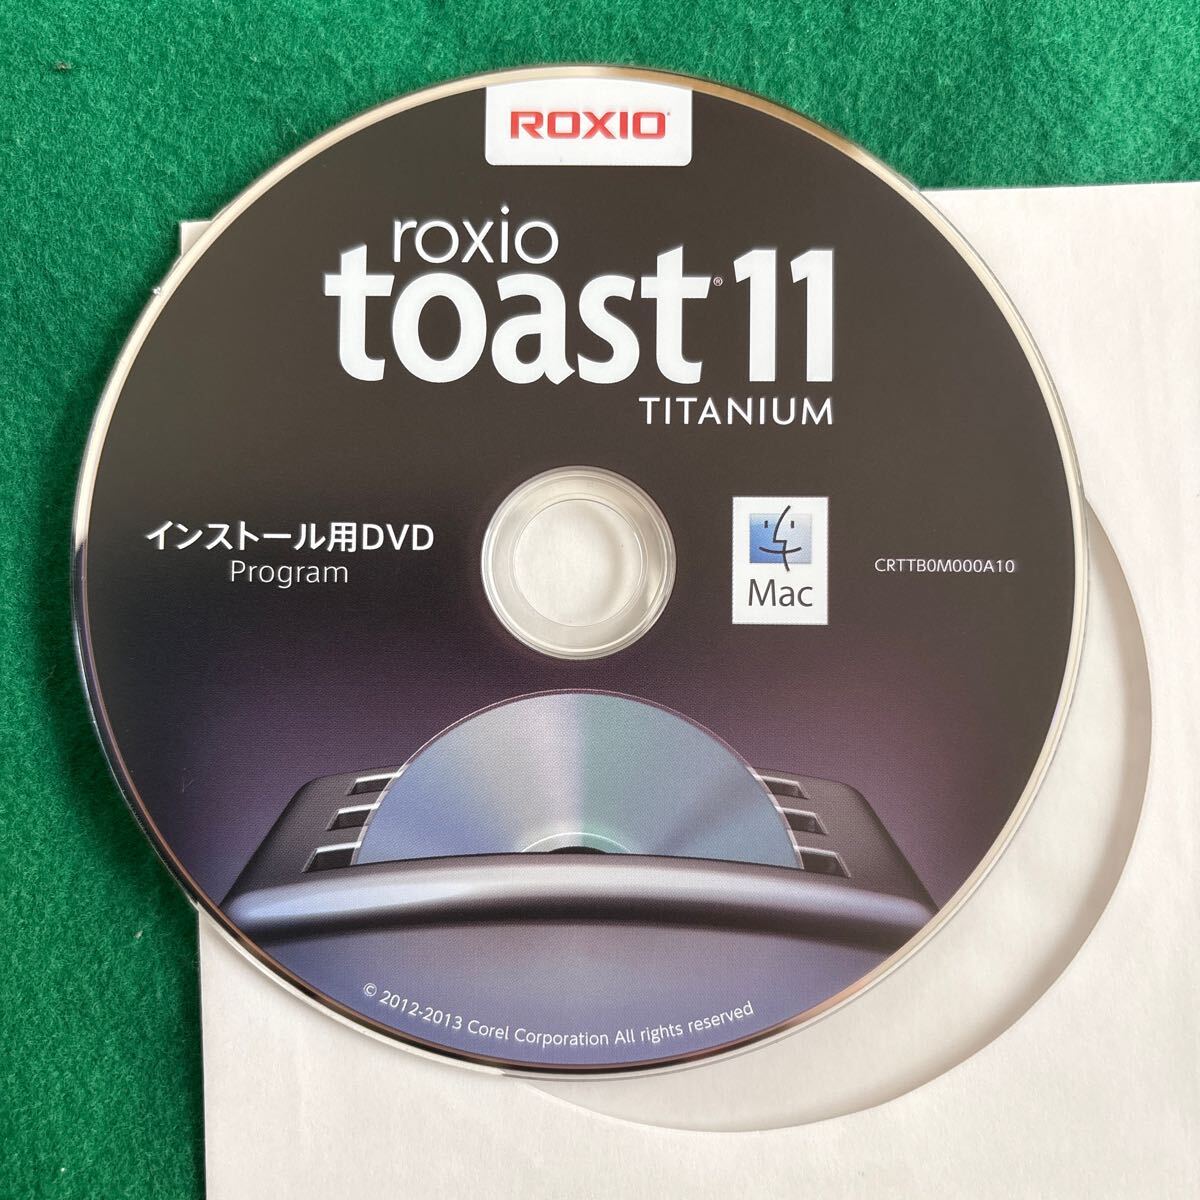 ROXIO
roxio
toast® 11
TITANIUM
インストール用DVD
Program
Mac
CRTTB0M000A10
© 2012-2013 Corel Corporation All rights reserved